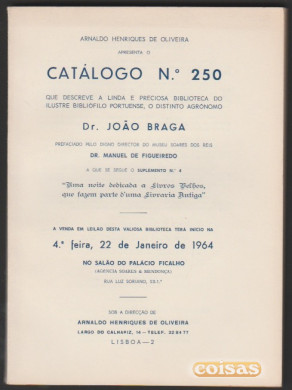 ARNALDO HENRIQUES DE OLIVEIRA
APRESENTA O
CATÁLOGO N.º 250
QUE DESCREVE A LINDA E PRECIOSA BIBLIOTECA DO
ILUSTRE BIBLIÓFILO PORTUENSE, O DISTINTO AGRÓNOMO
Dr. JOÃO BRAGA
PREFACIADO PELO DIGNO DIRECTOR DO MUSEU SOARES DOS REIS
DR. MANUEL DE FIGUEIREDO
A QUE SE SEGUE O SUPLEMENTO N.º 4
"Uma noite dedicada a Livros Velhos,
que fazem parte d'uma Livraria Antiga"
A VENDA EM LEILÃO DESTA VALIOSA BIBLIOTECA TERÁ INÍCIO NA
4.ª feira, 22 de Janeiro de 1964
NO SALÃO DO PALÁCIO FICALHO
(AGÊNCIA SOARES & MENDONÇA)
RUA LUZ SORIANO, 53 1.º
SOB A DIRECÇÃO DE
ARNALDO HENRIQUES DE OLIVEIRA
LARGO DO CALHARIZ, 14 - TELEF.
LISBOA—2
coisas